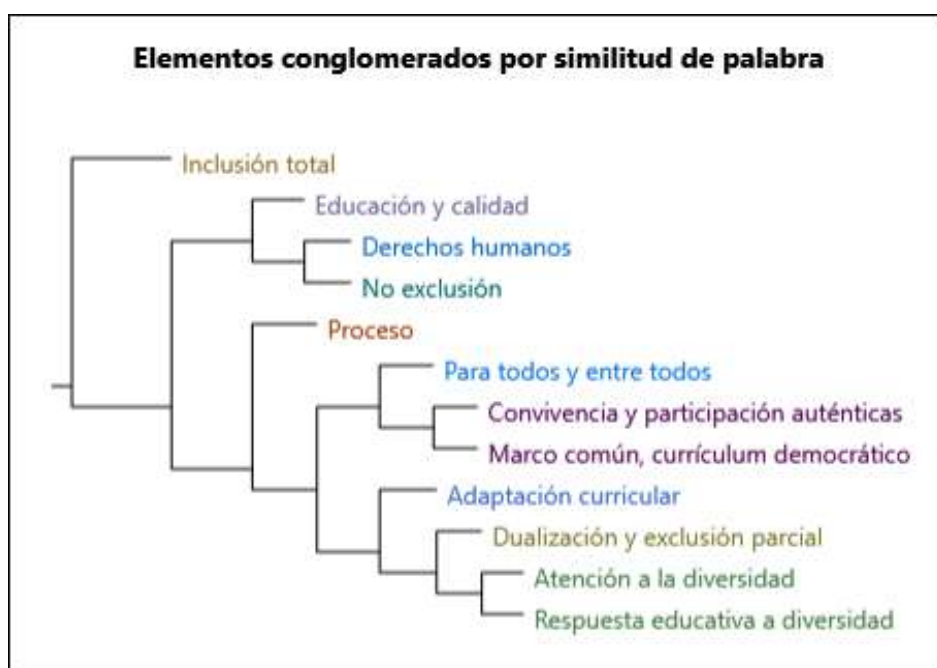 Elementos conglomerados por similitud de palabra
Inclusión total
Educación y calidad
Derechos humanos
No exclusión
Proceso
Para todos y entre todos
Convivencia y participación auténticas
Marco común, currículum democrático
Adaptación curricular
Dualización y exclusión parcial
Atención a la diversidad
Respuesta educativa a diversidad